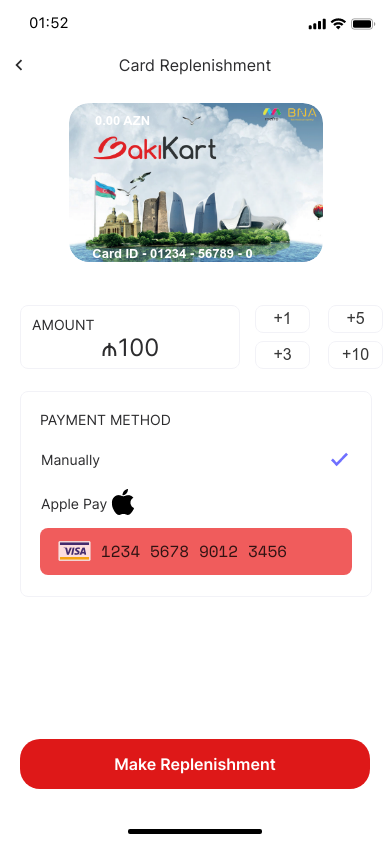 01:52
Card Replenishment
0.00 AZN
BNA
BakıKart
Card ID - 01234 - 56789 - 0
AMOUNT
₼100
+1
+5
+3
+10
PAYMENT METHOD
Manually
Apple Pay
VISA
1234 5678 9012 3456
Make Replenishment